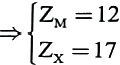 ⇒{Z_M = 12
Z_X = 17